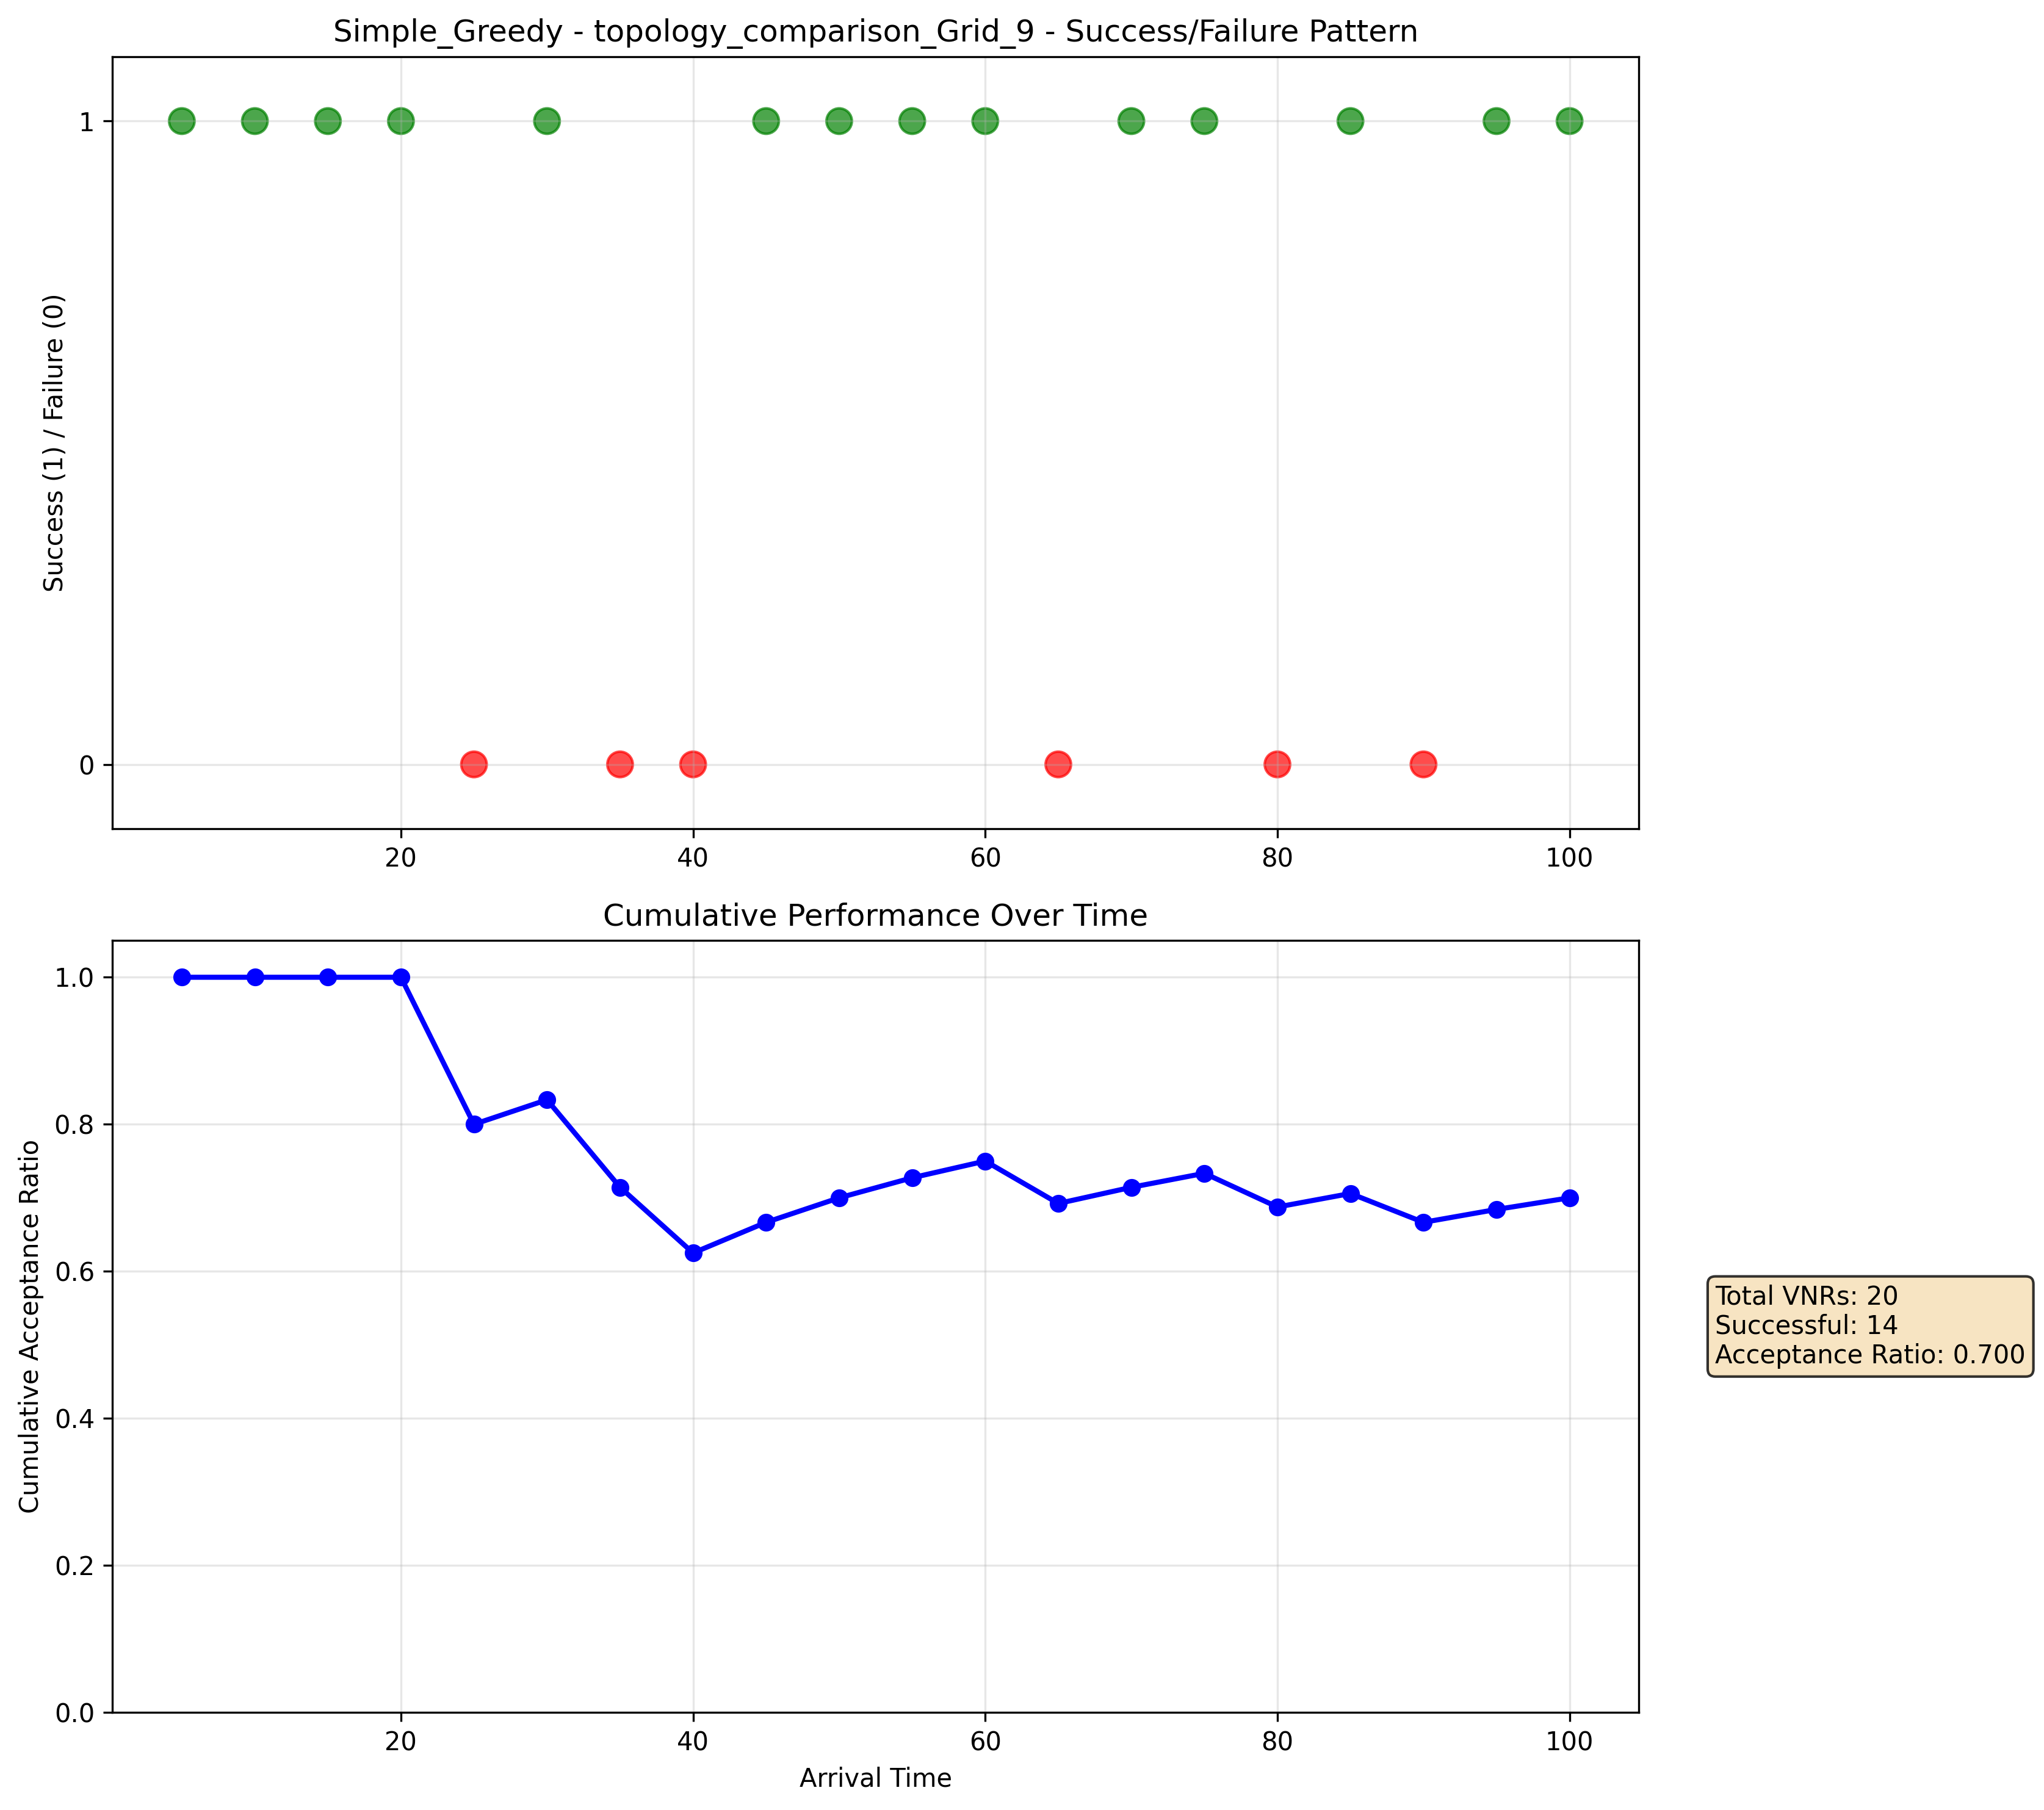 Simple_Greedy - topology_comparison_Grid_9 - Success/Failure Pattern
Success (1) / Failure (0)
1
0
20
40
60
80
100
Cumulative Performance Over Time
Cumulative Acceptance Ratio
1.0
0.8
0.6
0.4
0.2
0.0
20
40
60
80
100
Arrival Time
Total VNRs: 20
Successful: 14
Acceptance Ratio: 0.700